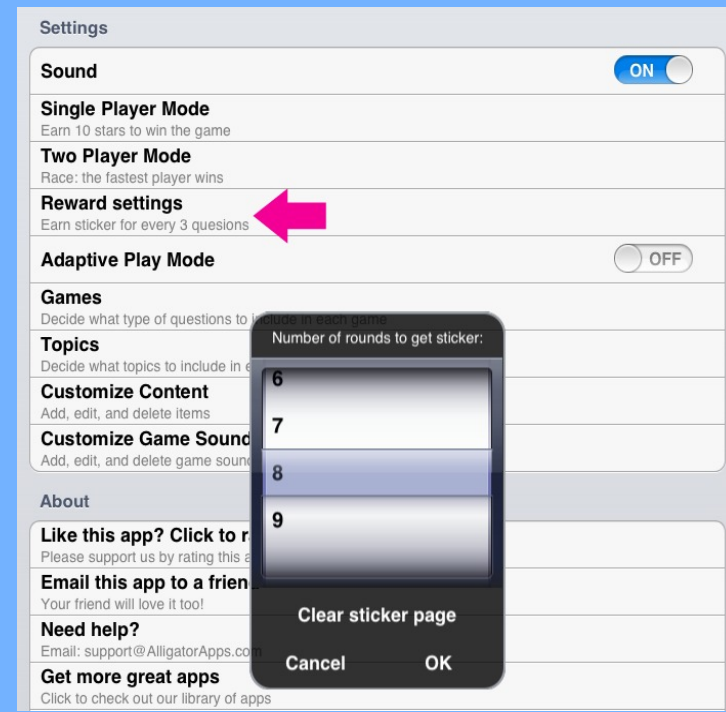 Settings
Sound
ON
Single Player Mode
Earn 10 stars to win the game
Two Player Mode
Race: the fastest player wins
Reward settings
Earn sticker for every 3 quesions
Adaptive Play Mode
OFF
Games
Decide what type of questions to include in each game
Topics
Decide what topics to include in
Customize Content
Add, edit, and delete items
Customize Game Sound
Add, edit, and delete game
About
Like this app? Click to
Please support us by rating this
Email this app to a
Your friend will love it too!
Need help?
Email: support@AlligatorApps.com
Get more great apps
Click to check out our library of apps
Number of rounds to get sticker:
6
7
8
9
Clear sticker page
Cancel OK